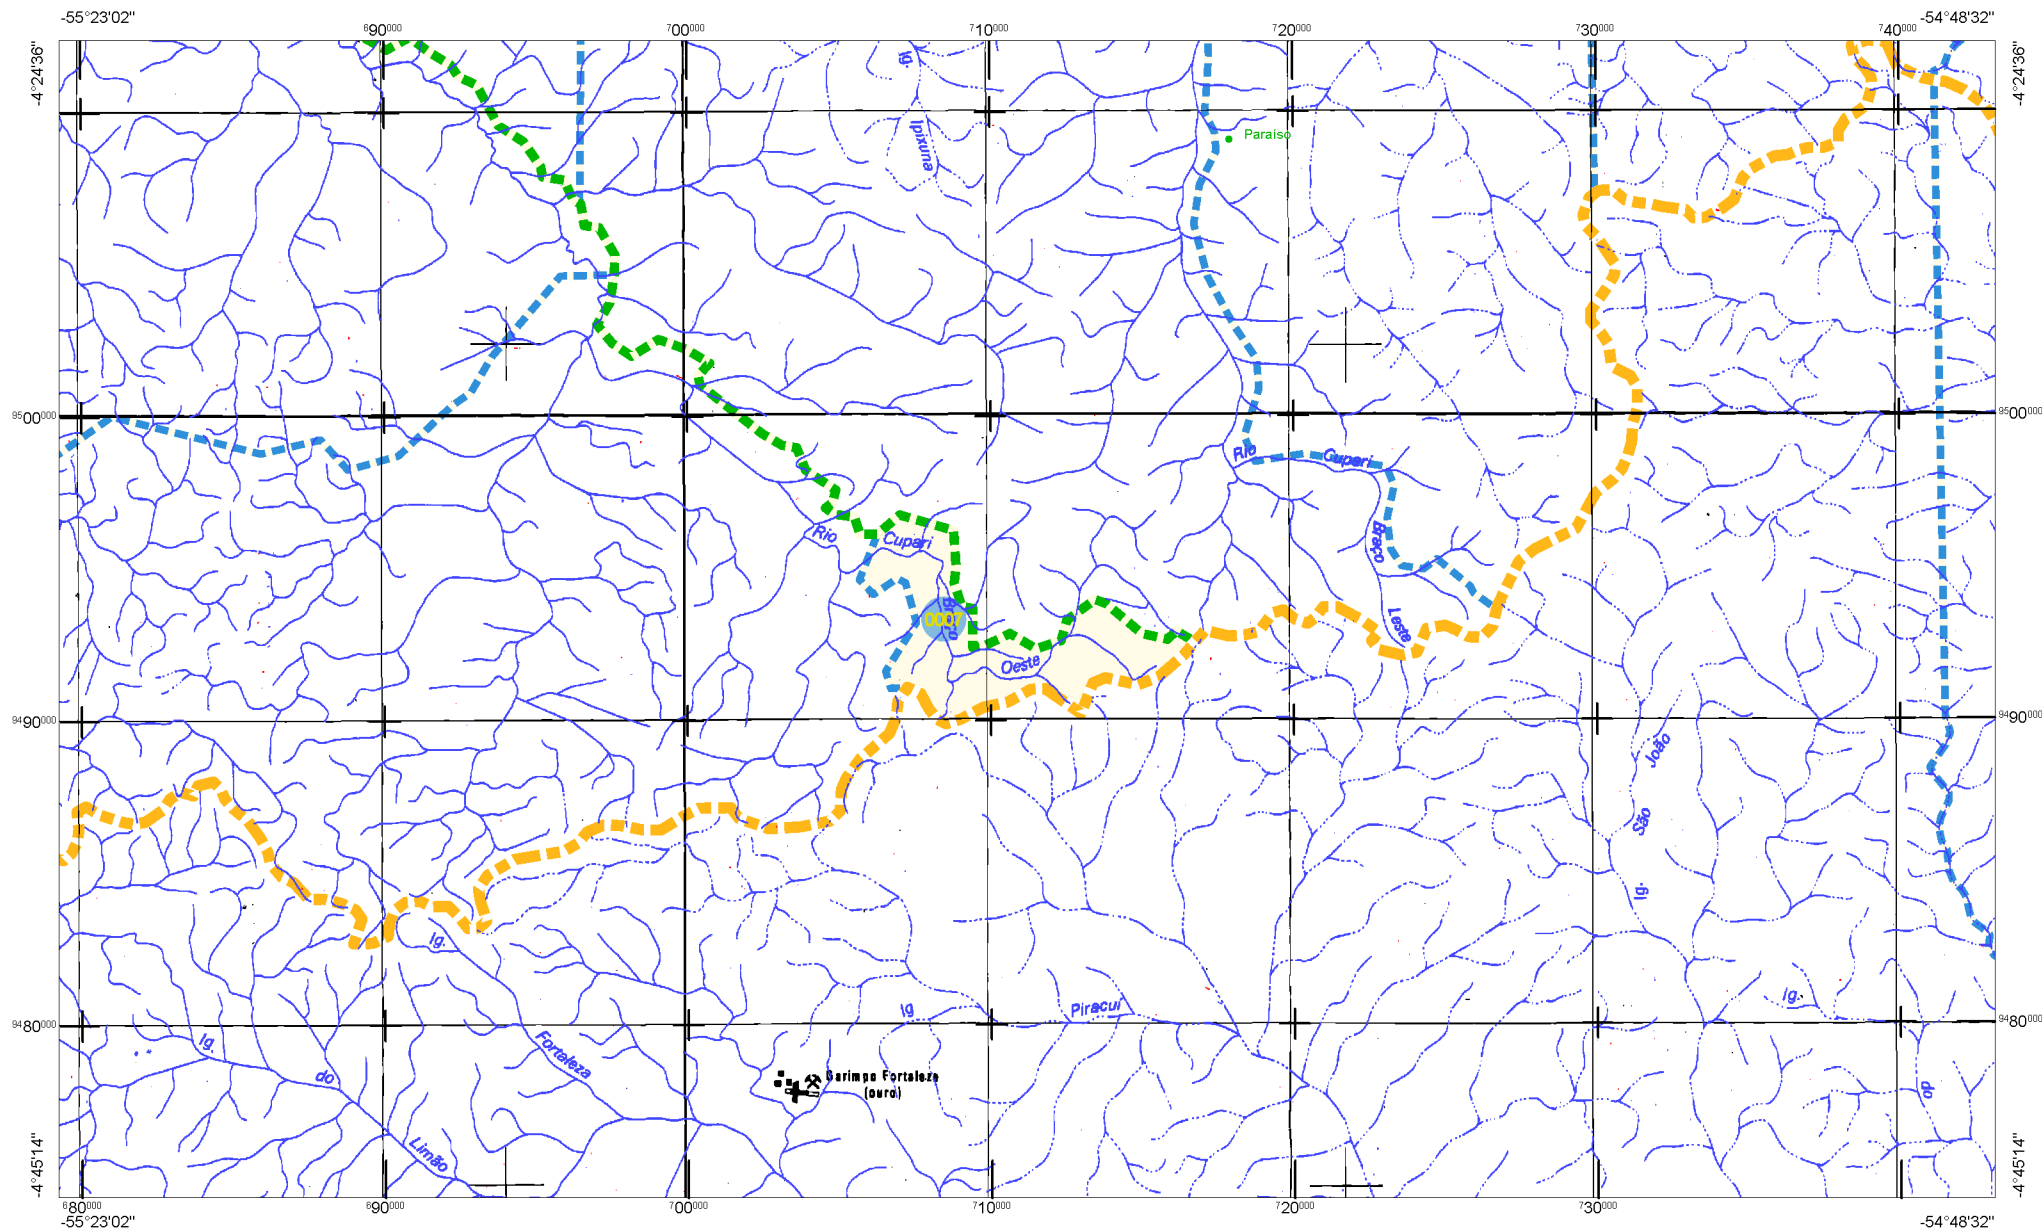 -55°23'02"
690000
700000
710000
720000
730000
740000
-54°48'32"
-4°24'36"
-4°24'36"
Ig.
Ipixuna
Paraíso
9500000
9500000
Rio
Cupari
Rio
Cupari
Braço
Braço
0007
Leste
Oeste
9490000
9490000
João
São
Ig.
Ig.
Ig.
Ig
Piracuí
9480000
9480000
Ig.
Fortaleza
do
Garimpo Fortaleza
(ouro)
do
Limão
-4°45'14"
-4°45'14"
680000
690000
700000
710000
720000
730000
-55°23'02"
-54°48'32"